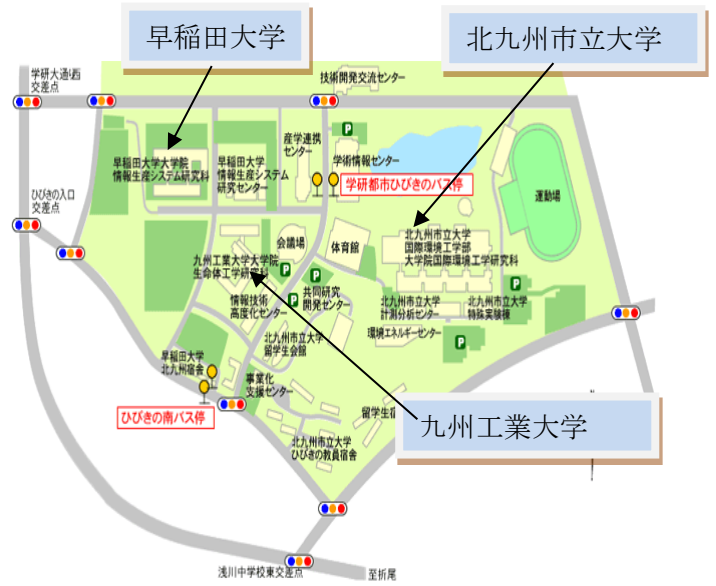 早稲田大学
北九州市立大学
学研大通り西
交差点
技術開発交流センター
産学連携
センター
P
学術情報センター
早稲田大学大学院
情報生産システム研究科
早稲田大学
情報生産システム
研究センター
学研都市ひびきのバス停
運動場
ひびきの入口
交差点
会議場
体育館
北九州市立大学
国際環境工学部
大学院国際環境工学研究科
九州工業大学大学院
生命体工学研究科
P
P
P
P
共同研究
開発センター
情報技術
高度化センター
北九州市立大学
計測分析センター
北九州市立大学
特殊実験棟
環境エネルギーセンター
P
北九州市立大学
留学生会館
早稲田大学
北九州宿舎
事業化
支援センター
ひびきの南バス停
留学生宿
九州工業大学
北九州市立大学
ひびきの教員宿舎
浅川中学校東交差点
至折尾